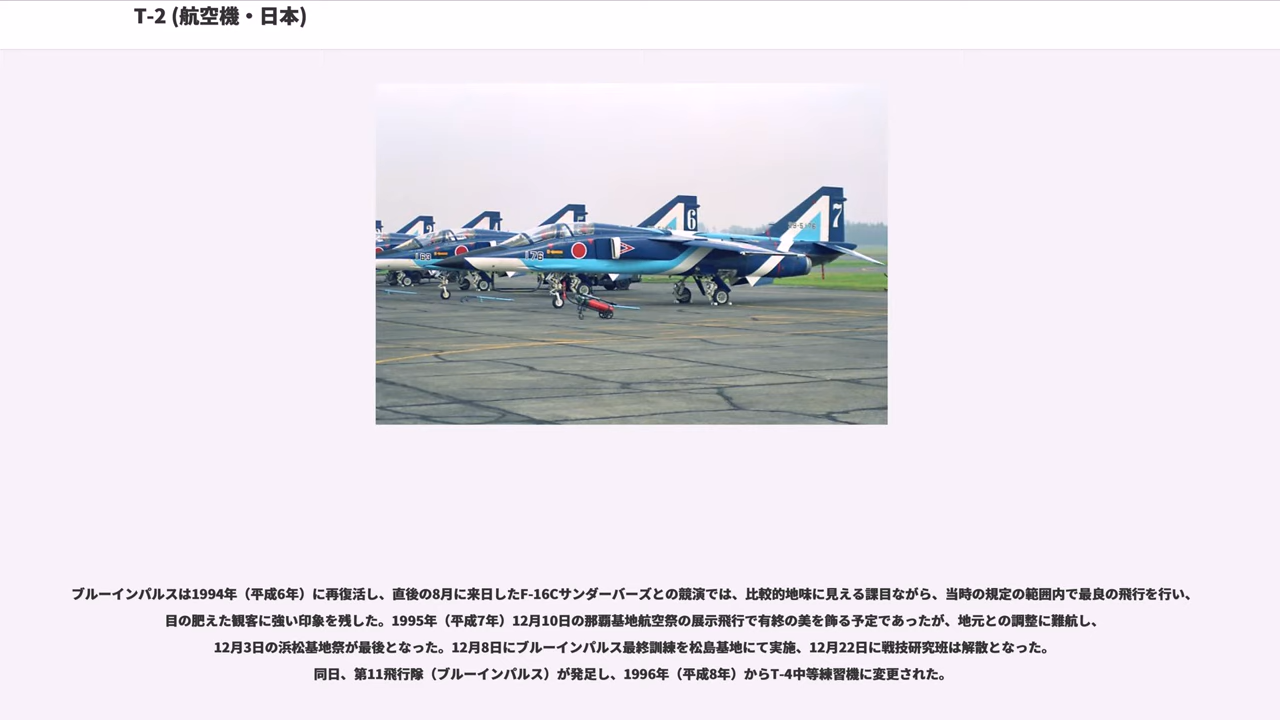 T-2 (航空機・日本)
7
6
176
163
ブルーインパルスは1994年（平成6年）に再復活し、直後の8月に来日したF-16Cサンダーバーズとの競演では、比較的地味に見える課目ながら、当時の規定の範囲内で最良の飛行を行い、
目の肥えた観客に強い印象を残した。1995年（平成7年）12月10日の那覇基地航空祭の展示飛行で有終の美を飾る予定であったが、地元との調整に難航し、
12月3日の浜松基地祭が最後となった。12月8日にブルーインパルス最終訓練を松島基地にて実施、12月22日に戦技研究班は解散となった。
同日、第11飛行隊（ブルーインパルス）が発足し、1996年（平成8年）からT-4中等練習機に変更された。